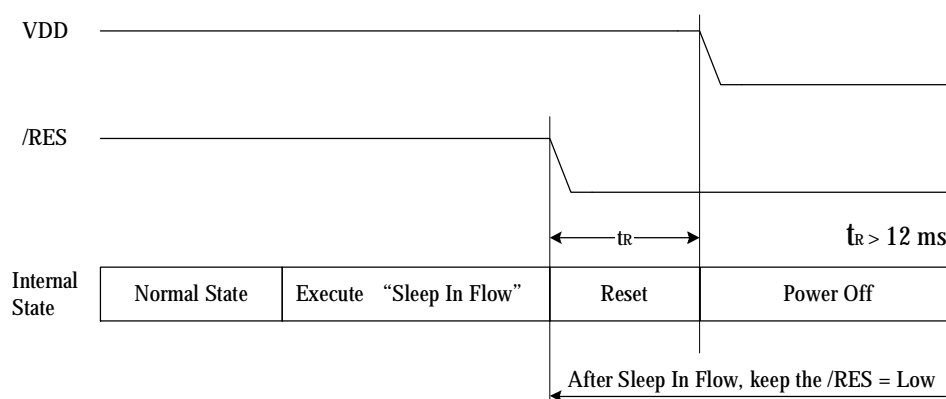 VDD
/RES
tR
tR > 12 ms
Internal
State
Normal State
Execute “Sleep In Flow”
Reset
Power Off
After Sleep In Flow, keep the /RES = Low